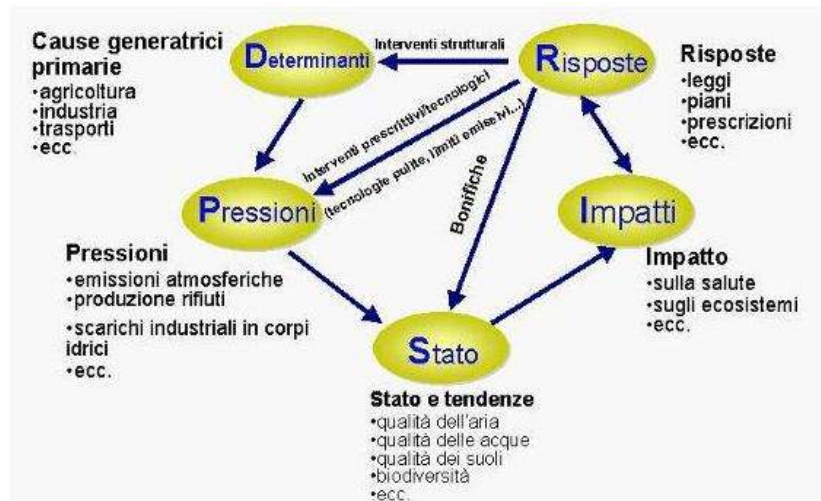 Cause generatrici
primarie
•agricoltura
•industria
•trasporti
•ecc.
Determinanti
Interventi strutturali
Risposte
Risposte
•leggi
•piani
•prescrizioni
•ecc.
Interventi prescrittivi/tecnologici
(tecnologie pulite, limiti emissivi...)
Bonifiche
Pressioni
Impatti
Pressioni
•emissioni atmosferiche
•produzione rifiuti
•scarichi industriali in corpi
idrici
•ecc.
Impatto
•sulla salute
•sugli ecosistemi
•ecc.
Stato
Stato e tendenze
•qualità dell'aria
•qualità delle acque
•qualità dei suoli
•biodiversità
•ecc.